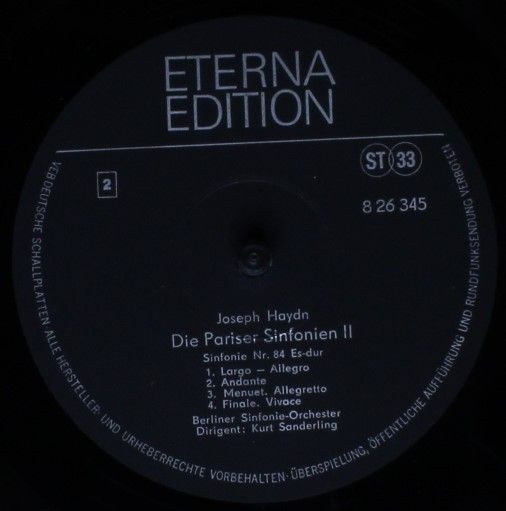 ETERNA
EDITION
ST 33
2
8 26 345
Joseph Haydn
Die Pariser Sinfonien II
Sinfonie Nr. 84 Es-dur
1. Largo – Allegro
2. Andante
3. Menuet. Allegretto
4. Finale. Vivace
Berliner Sinfonie-Orchester
Dirigent: Kurt Sanderling
VEB DEUTSCHE SCHALLPLATTEN ALLE HERSTELLER- UND URHEBERRECHTE VORBEHALTEN · ÜBERSPIELUNG, ÖFFENTLICHE AUFFÜHRUNG UND RUNDFUNKSENDUNG VERBOTEN